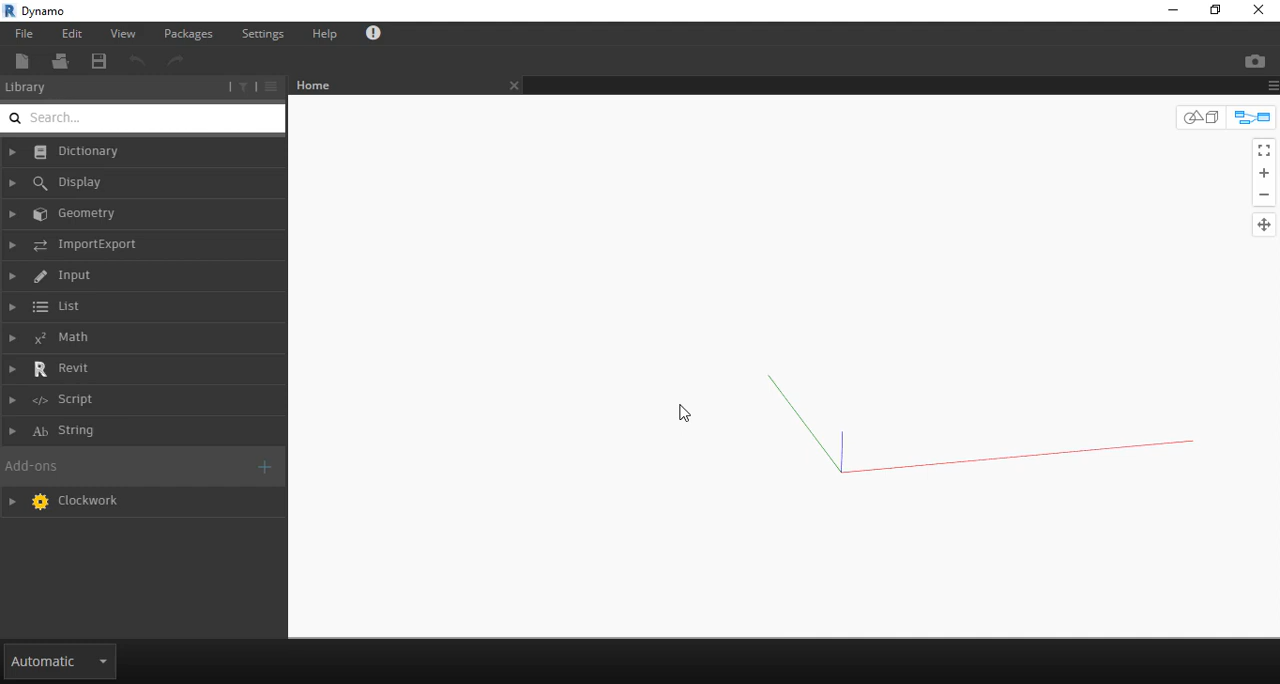 Dynamo
File Edit View Packages Settings Help
Library
Home
Search...
Dictionary
Display
Geometry
ImportExport
Input
List
Math
Revit
Script
String
Add-ons
Clockwork
Automatic